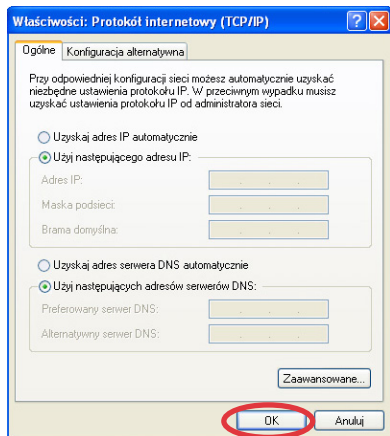 Właściwości: Protokół internetowy (TCP/IP)
Ogólne
Konfiguracja alternatywna
Przy odpowiedniej konfiguracji sieci możesz automatycznie uzyskać
niezbędne ustawienia protokołu IP. W przeciwnym wypadku musisz
uzyskać ustawienia protokołu IP od administratora sieci.
Uzyskaj adres IP automatycznie
Użyj następującego adresu IP:
Adres IP:
Maska podsieci:
Brama domyślna:
Uzyskaj adres serwera DNS automatycznie
Użyj następujących adresów serwerów DNS:
Preferowany serwer DNS:
Alternatywny serwer DNS:
Zaawansowane...
OK
Anuluj